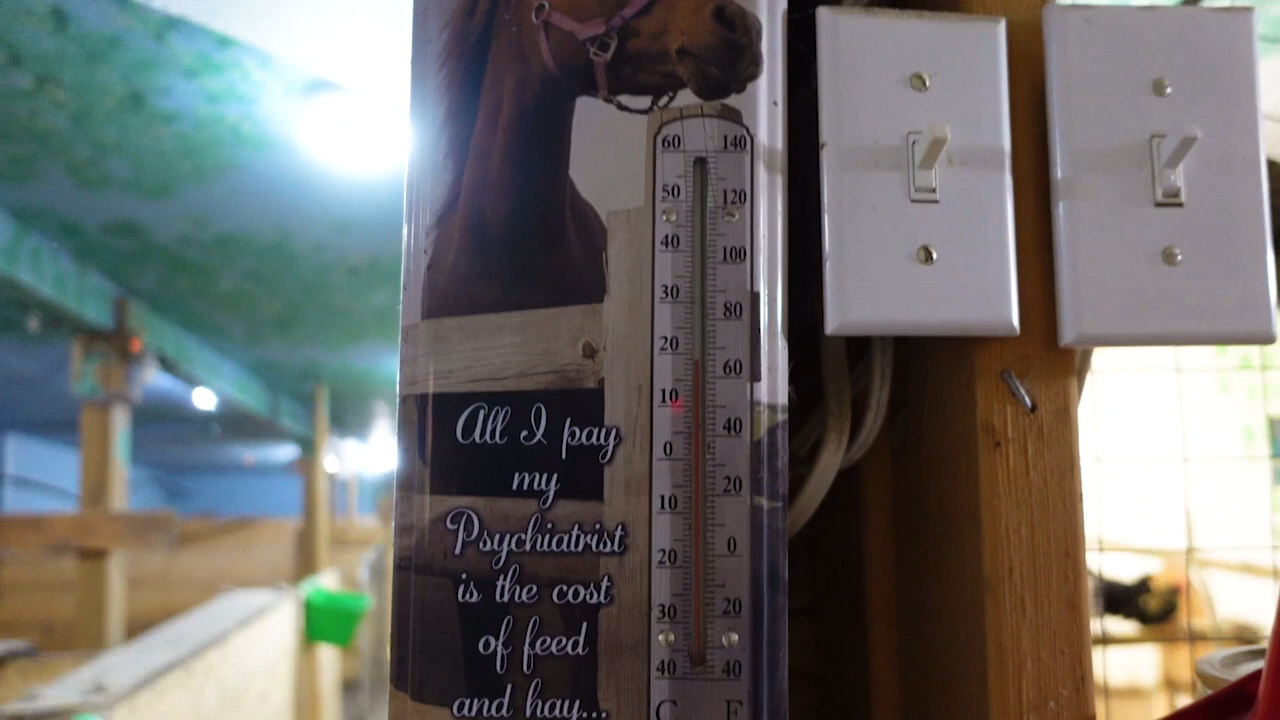 60 140
50 120
40 100
30 80
20 60
10 40
0 20
10 0
20 20
30 40
40
C F
All I pay
my
Psychiatrist
is the cost
of feed
and hay...